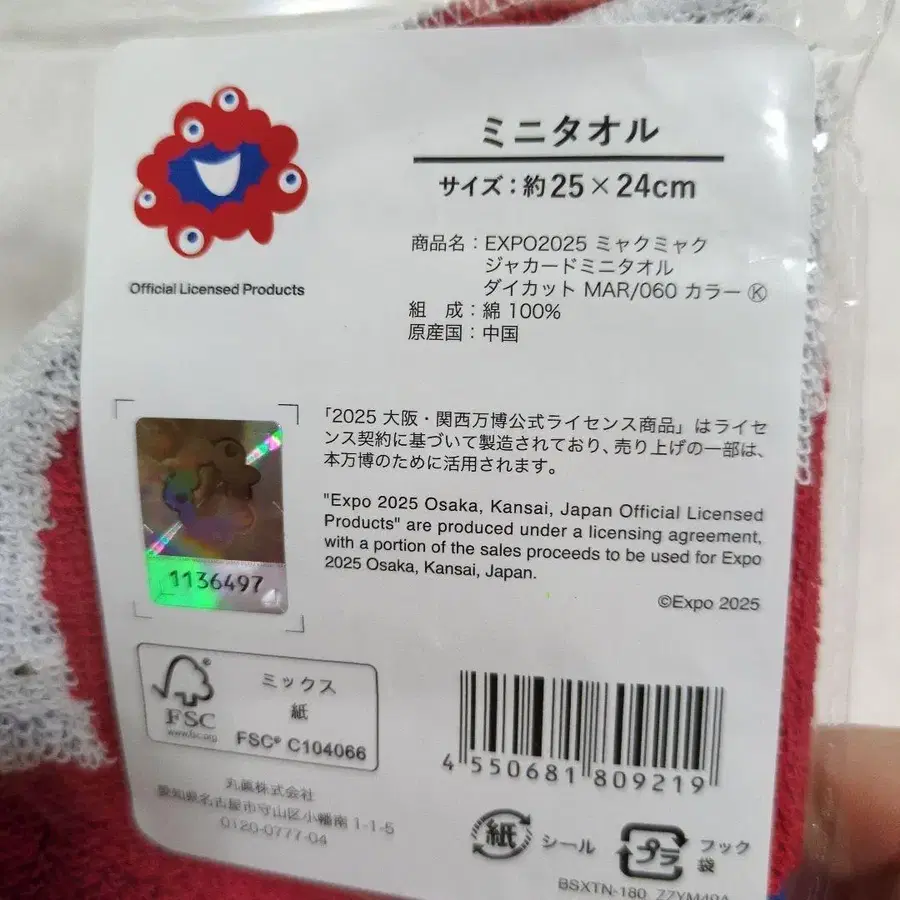 Official Licensed Products
ミニタオル
サイズ：約25×24cm
商品名：EXPO2025 ミャクミャク
ジャカードミニタオル
ダイカット MAR/060 カラー Ⓚ
組　成：綿 100%
原産国：中国
1136497
「2025 大阪・関西万博公式ライセンス商品」はライセ
ンス契約に基づいて製造されており、売り上げの一部は、
本万博のために活用されます。
"Expo 2025 Osaka, Kansai, Japan Official Licensed
Products" are produced under a licensing agreement,
with a portion of the sales proceeds to be used for Expo
2025 Osaka, Kansai, Japan.
©Expo 2025
FSC®
www.fsc.org
ミックス
紙
FSC® C104066
4 550681 809219
丸眞株式会社
愛知県名古屋市守山区小幡南 1-1-5
0120-0777-04
紙
シール
プラ
フック
袋
BSXTN-180